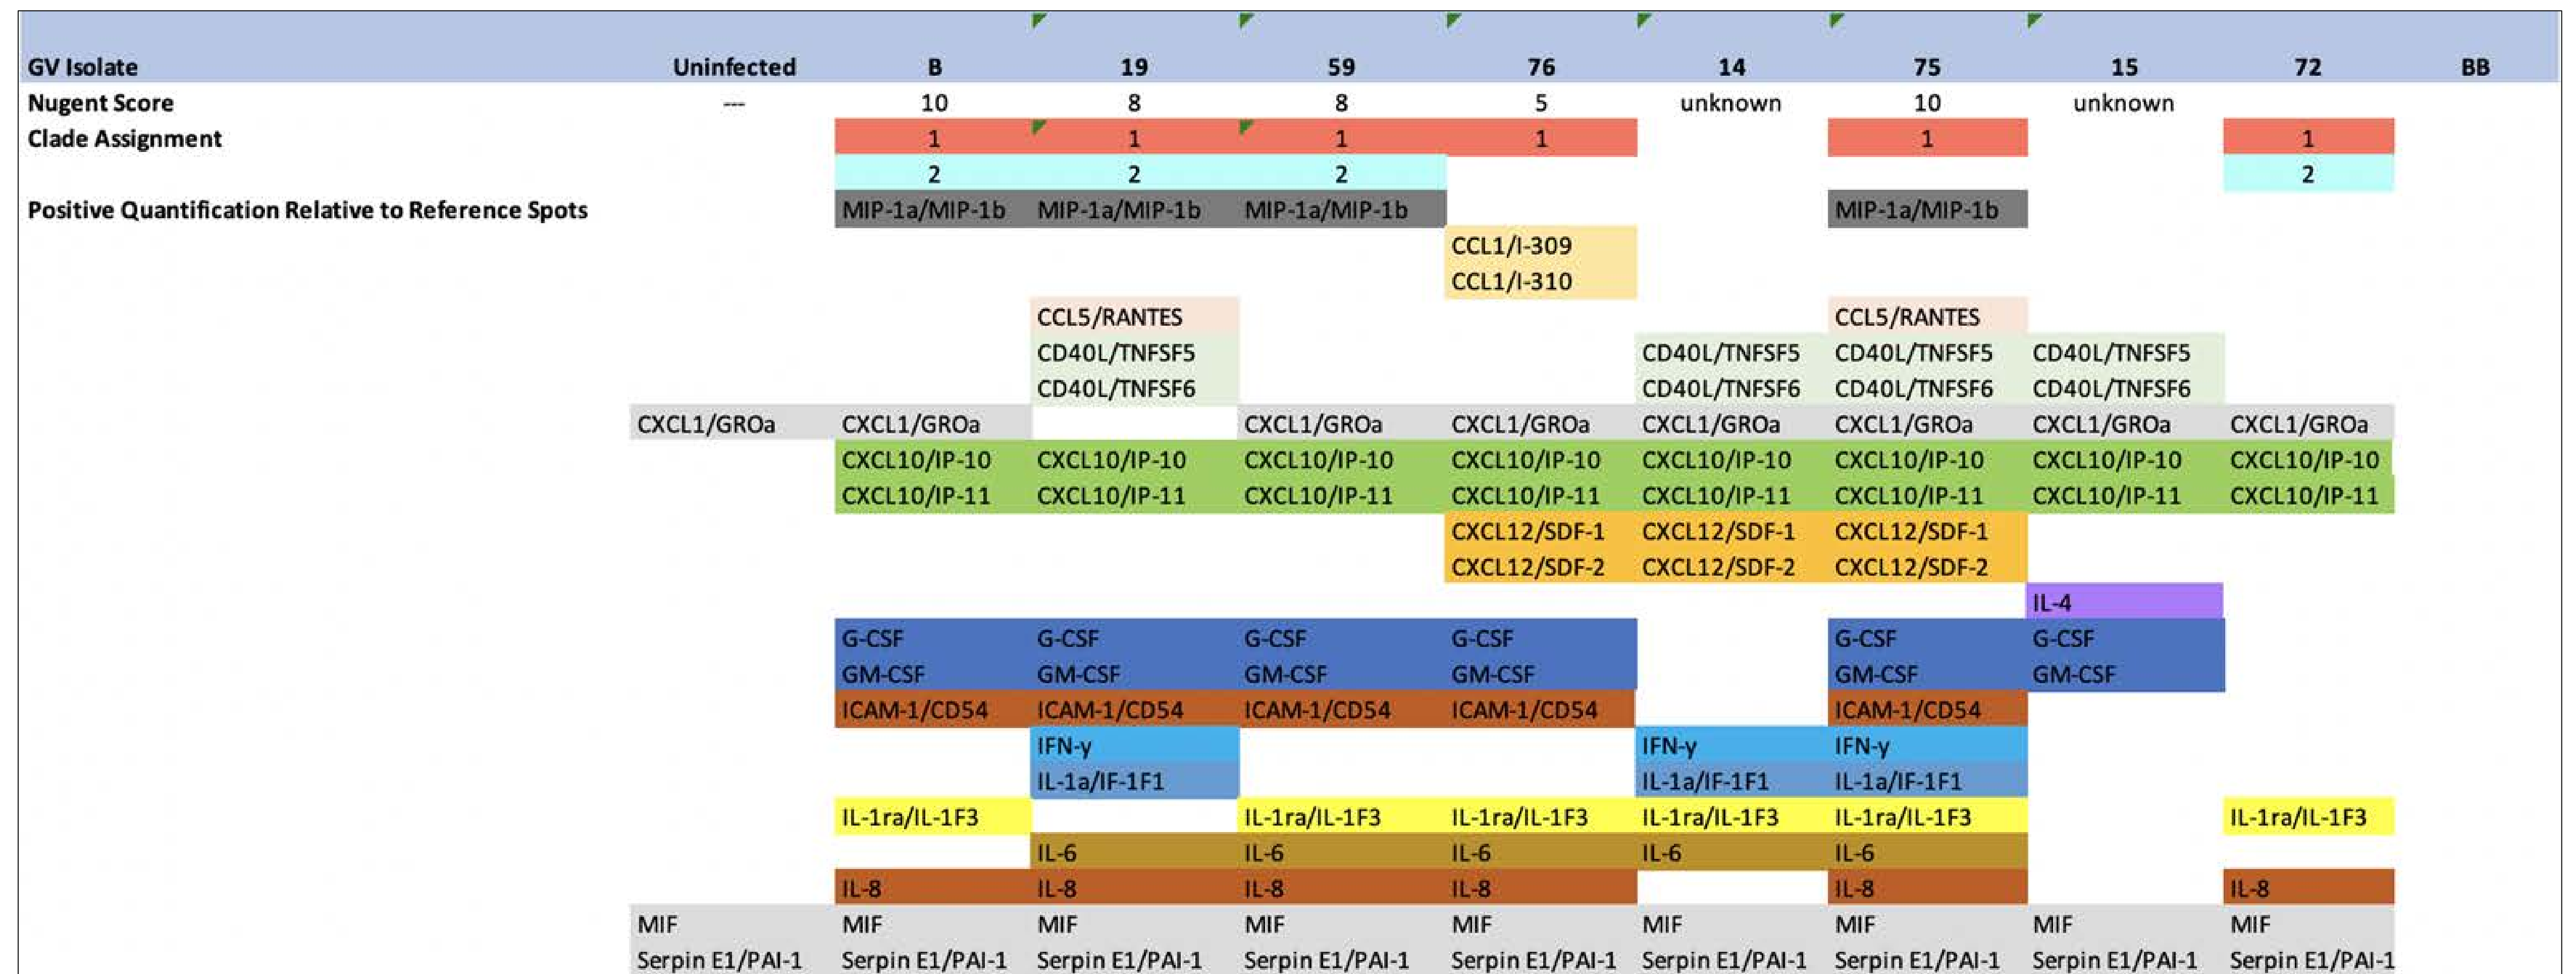 GV Isolate Uninfected B 19 59 76 14 75 15 72 BB
Nugent Score --- 10 8 8 5 unknown 10 unknown
Clade Assignment 1 1 1 1 1 1
2 2 2 2
Positive Quantification Relative to Reference Spots MIP-1a/MIP-1b MIP-1a/MIP-1b MIP-1a/MIP-1b MIP-1a/MIP-1b
CCL1/I-309
CCL1/I-310
CCL5/RANTES CCL5/RANTES
CD40L/TNFSF5 CD40L/TNFSF5 CD40L/TNFSF5 CD40L/TNFSF5
CD40L/TNFSF6 CD40L/TNFSF6 CD40L/TNFSF6 CD40L/TNFSF6
CXCL1/GROa CXCL1/GROa CXCL1/GROa CXCL1/GROa CXCL1/GROa CXCL1/GROa CXCL1/GROa CXCL1/GROa
CXCL10/IP-10 CXCL10/IP-10 CXCL10/IP-10 CXCL10/IP-10 CXCL10/IP-10 CXCL10/IP-10 CXCL10/IP-10 CXCL10/IP-10
CXCL10/IP-11 CXCL10/IP-11 CXCL10/IP-11 CXCL10/IP-11 CXCL10/IP-11 CXCL10/IP-11 CXCL10/IP-11 CXCL10/IP-11
CXCL12/SDF-1 CXCL12/SDF-1 CXCL12/SDF-1
CXCL12/SDF-2 CXCL12/SDF-2 CXCL12/SDF-2
IL-4
G-CSF G-CSF G-CSF G-CSF G-CSF G-CSF
GM-CSF GM-CSF GM-CSF GM-CSF GM-CSF GM-CSF
ICAM-1/CD54 ICAM-1/CD54 ICAM-1/CD54 ICAM-1/CD54 ICAM-1/CD54
IFN-y IFN-y IFN-y
IL-1a/IF-1F1 IL-1a/IF-1F1 IL-1a/IF-1F1
IL-1ra/IL-1F3 IL-1ra/IL-1F3 IL-1ra/IL-1F3 IL-1ra/IL-1F3 IL-1ra/IL-1F3 IL-1ra/IL-1F3
IL-6 IL-6 IL-6 IL-6 IL-6
IL-8 IL-8 IL-8 IL-8 IL-8 IL-8
MIF MIF MIF MIF MIF MIF MIF MIF MIF
Serpin E1/PAI-1 Serpin E1/PAI-1 Serpin E1/PAI-1 Serpin E1/PAI-1 Serpin E1/PAI-1 Serpin E1/PAI-1 Serpin E1/PAI-1 Serpin E1/PAI-1 Serpin E1/PAI-1